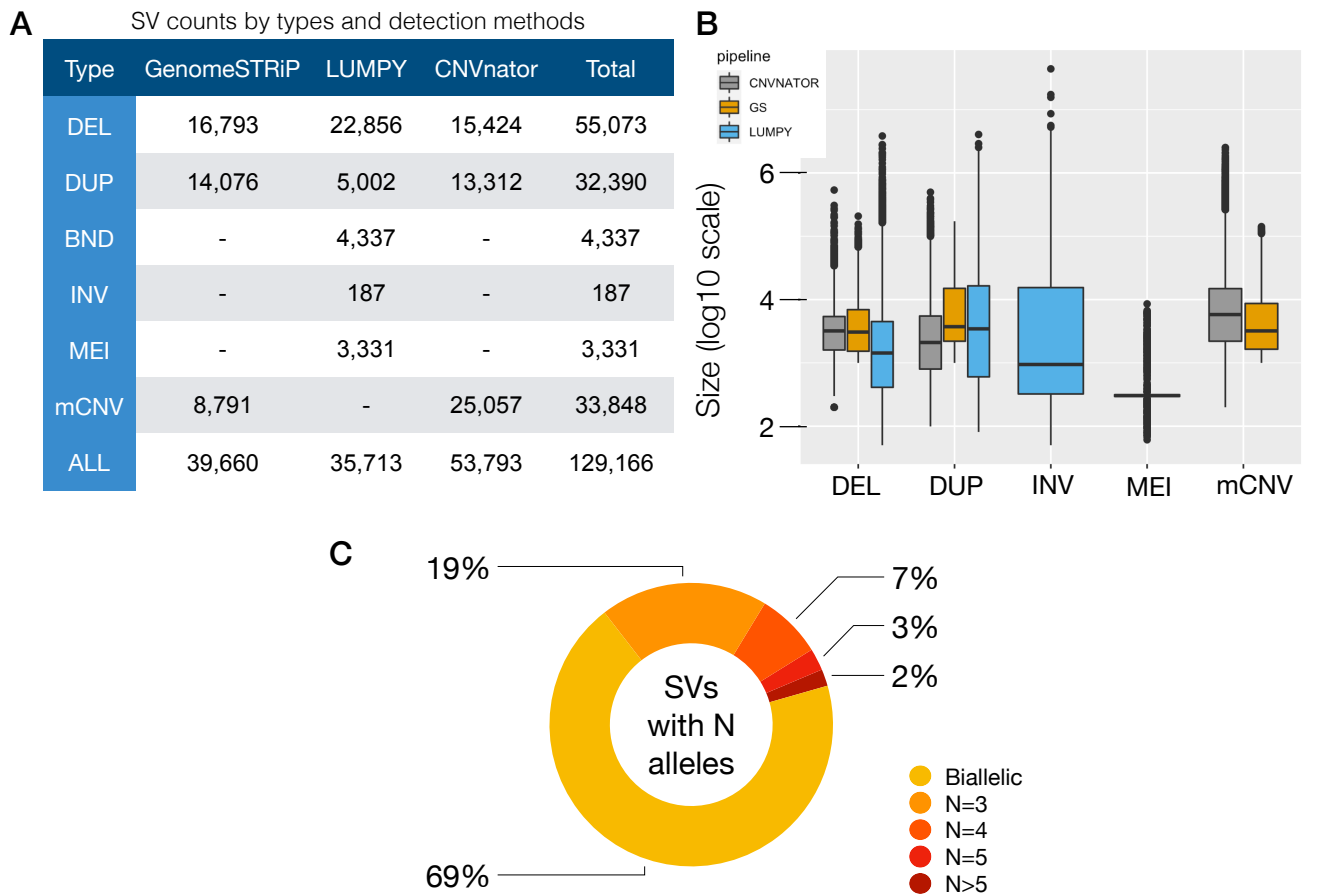 A
SV counts by types and detection methods
Type GenomeSTRiP LUMPY CNVnator Total
DEL 16,793 22,856 15,424 55,073
DUP 14,076 5,002 13,312 32,390
BND - 4,337 - 4,337
INV - 187 - 187
MEI - 3,331 - 3,331
mCNV 8,791 - 25,057 33,848
ALL 39,660 35,713 53,793 129,166
B
pipeline
CNVNATOR
GS
LUMPY
Size (log10 scale)
6
4
2
DEL DUP INV MEI mCNV
C
19%
7%
3%
2%
69%
SVs
with N
alleles
Biallelic
N=3
N=4
N=5
N>5